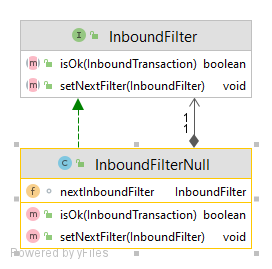 I InboundFilter
m isOk(InboundTransaction) boolean
m setNextFilter(InboundFilter) void
1
1
C InboundFilterNull
f nextInboundFilter InboundFilter
m isOk(InboundTransaction) boolean
m setNextFilter(InboundFilter) void
Powered by yFiles